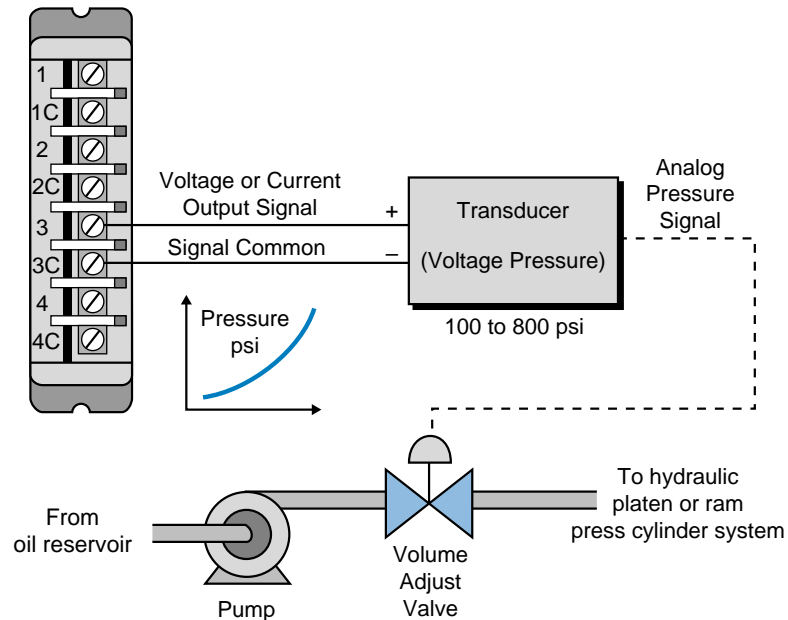 1
1C
2
2C
3
3C
4
4C
Voltage or Current
Output Signal
Signal Common
+
–
Transducer
(Voltage Pressure)
100 to 800 psi
Analog
Pressure
Signal
Pressure
psi
From
oil reservoir
Pump
Volume
Adjust
Valve
To hydraulic
platen or ram
press cylinder system